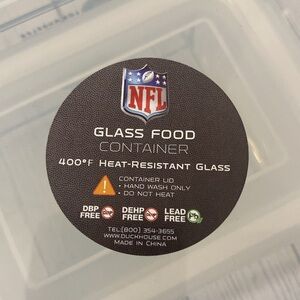 NFL
GLASS FOOD
CONTAINER
400°F HEAT-RESISTANT GLASS
CONTAINER LID
• HAND WASH ONLY
• DO NOT HEAT
DBP FREE DEHP FREE LEAD FREE
TEL:(800) 354-3655
WWW.DUCKHOUSE.COM
MADE IN CHINA